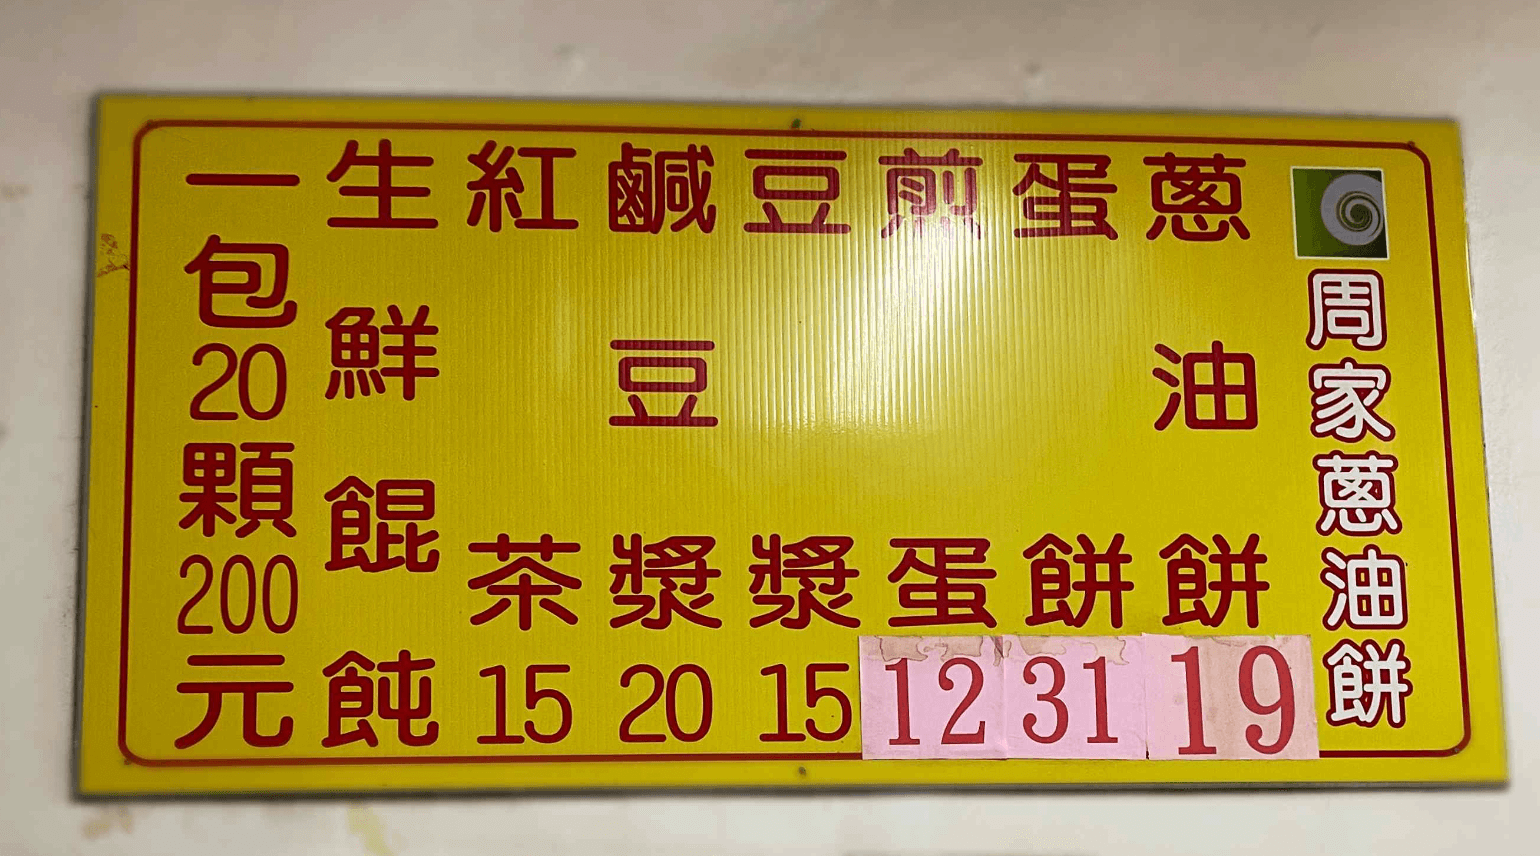 周家蔥油餅
蔥油餅19
蛋餅31
煎蛋12
豆漿15
鹹豆漿20
紅茶15
生鮮餛飩
一包20顆200元